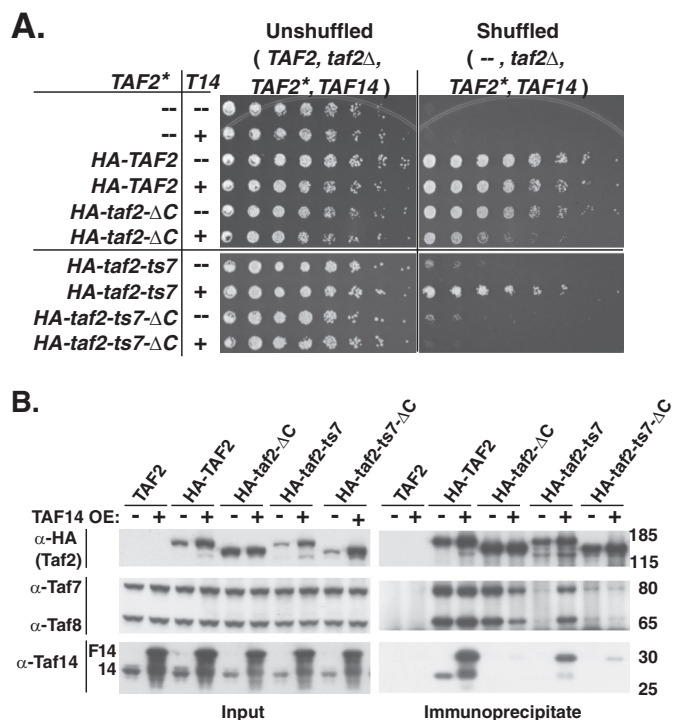 A.
Unshuffled Shuffled
( TAF2, taf2Δ, ( -- , taf2Δ,
TAF2* T14 TAF2*, TAF14 ) TAF2*, TAF14 )
-- --
-- +
HA-TAF2 --
HA-TAF2 +
HA-taf2-ΔC --
HA-taf2-ΔC +
HA-taf2-ts7 --
HA-taf2-ts7 +
HA-taf2-ts7-ΔC --
HA-taf2-ts7-ΔC +
B.
TAF2 HA-TAF2 HA-taf2-ΔC HA-taf2-ts7 HA-taf2-ts7-ΔC TAF2 HA-TAF2 HA-taf2-ΔC HA-taf2-ts7 HA-taf2-ts7-ΔC
TAF14 OE: - + - + - + - + - + - + - + - + - + - +
α-HA 185
(Taf2) 115
α-Taf7 80
α-Taf8 65
α-Taf14 F14 30
14
25
Input Immunoprecipitate